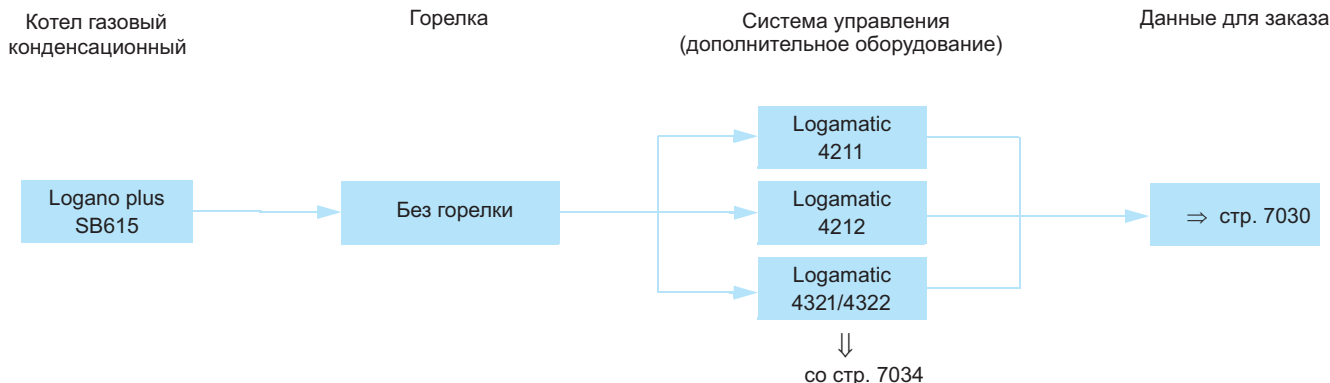 Котел газовый
конденсационный
Горелка
Система управления
(дополнительное оборудование)
Данные для заказа
Logano plus
SB615
Без горелки
Logamatic
4211
Logamatic
4212
Logamatic
4321/4322
⇒ стр. 7030
⇓
со стр. 7034